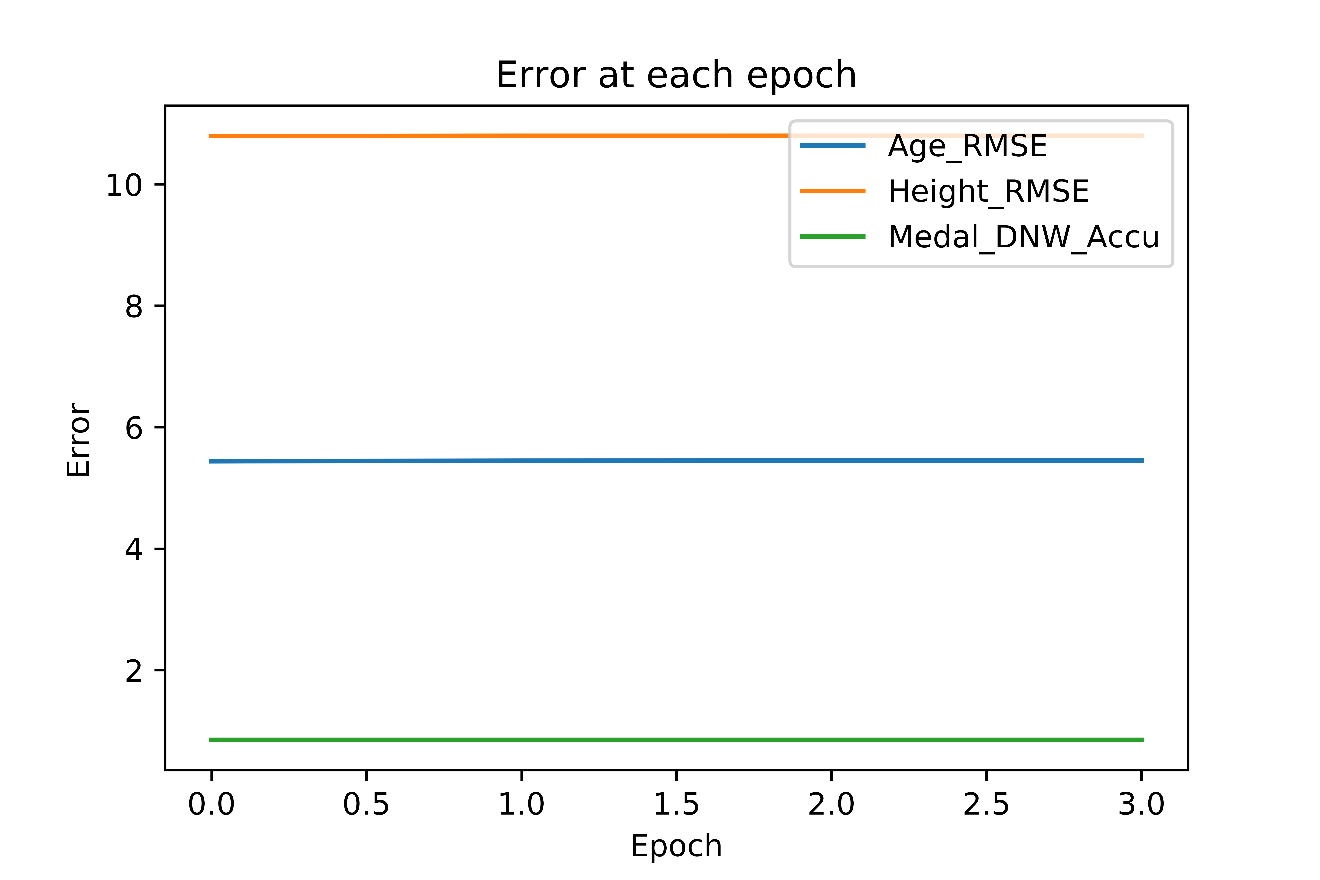 Error at each epoch
Age_RMSE
Height_RMSE
Medal_DNW_Accu
10
8
6
4
2
Error
0.0 0.5 1.0 1.5 2.0 2.5 3.0
Epoch